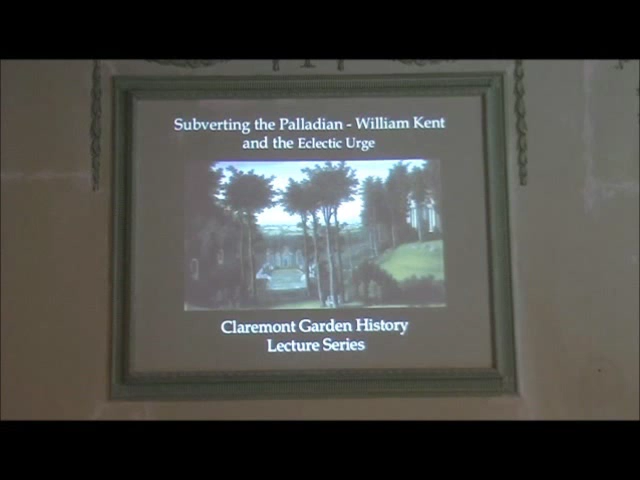 Subverting the Palladian - William Kent
and the Eclectic Urge
Claremont Garden History
Lecture Series